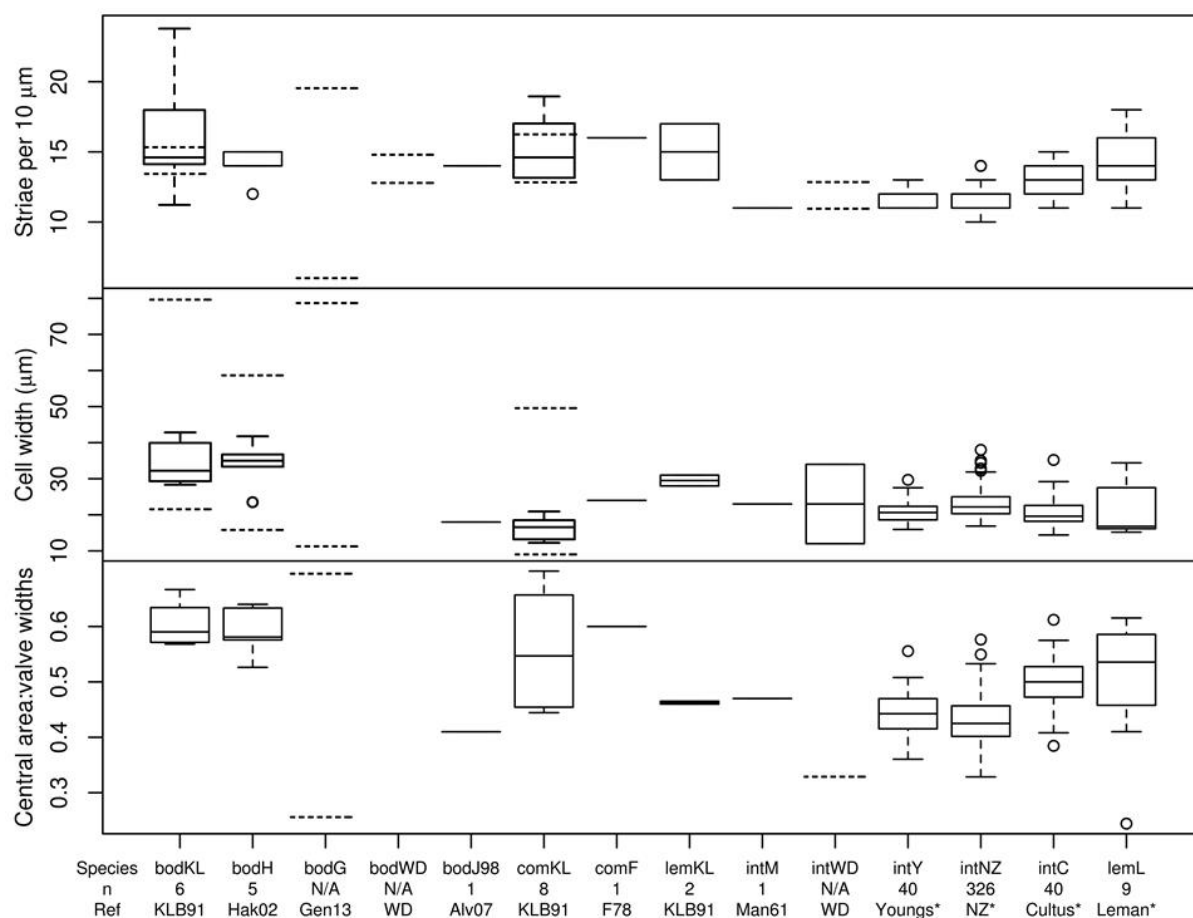 Striae per 10 μm
20
15
10
Cell width (μm)
70
50
30
10
Central area:valve widths
0.6
0.5
0.4
0.3
Species bodKL bodH bodG bodWD bodJ98 comKL comF lemKL intM intWD intY intNZ intC lemL
n 6 5 N/A N/A 1 8 1 2 1 N/A 40 326 40 9
Ref KLB91 Hak02 Gen13 WD Alv07 KLB91 F78 KLB91 Man61 WD Youngs* NZ* Cultus* Leman*